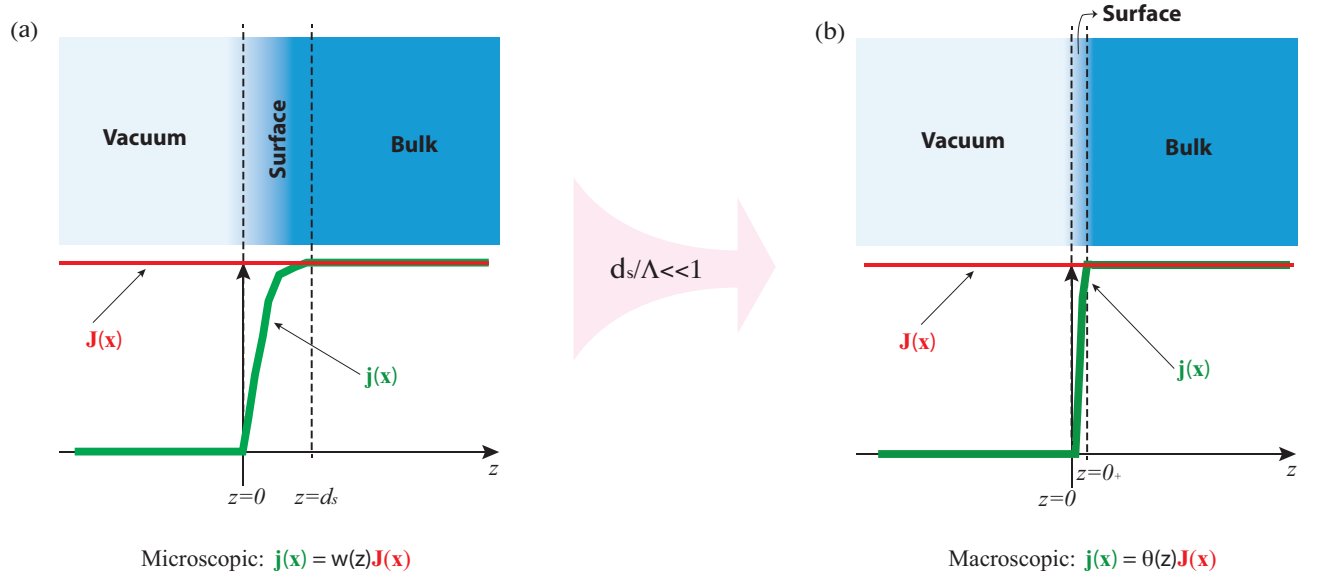 (a)
Vacuum
Surface
Bulk
J(x)
j(x)
z
z=0
z=dₛ
Microscopic: j(x) = w(z)J(x)
dₛ/Λ<<1
(b)
Surface
Vacuum
Bulk
J(x)
j(x)
z
z=0₊
z=0
Macroscopic: j(x) = θ(z)J(x)